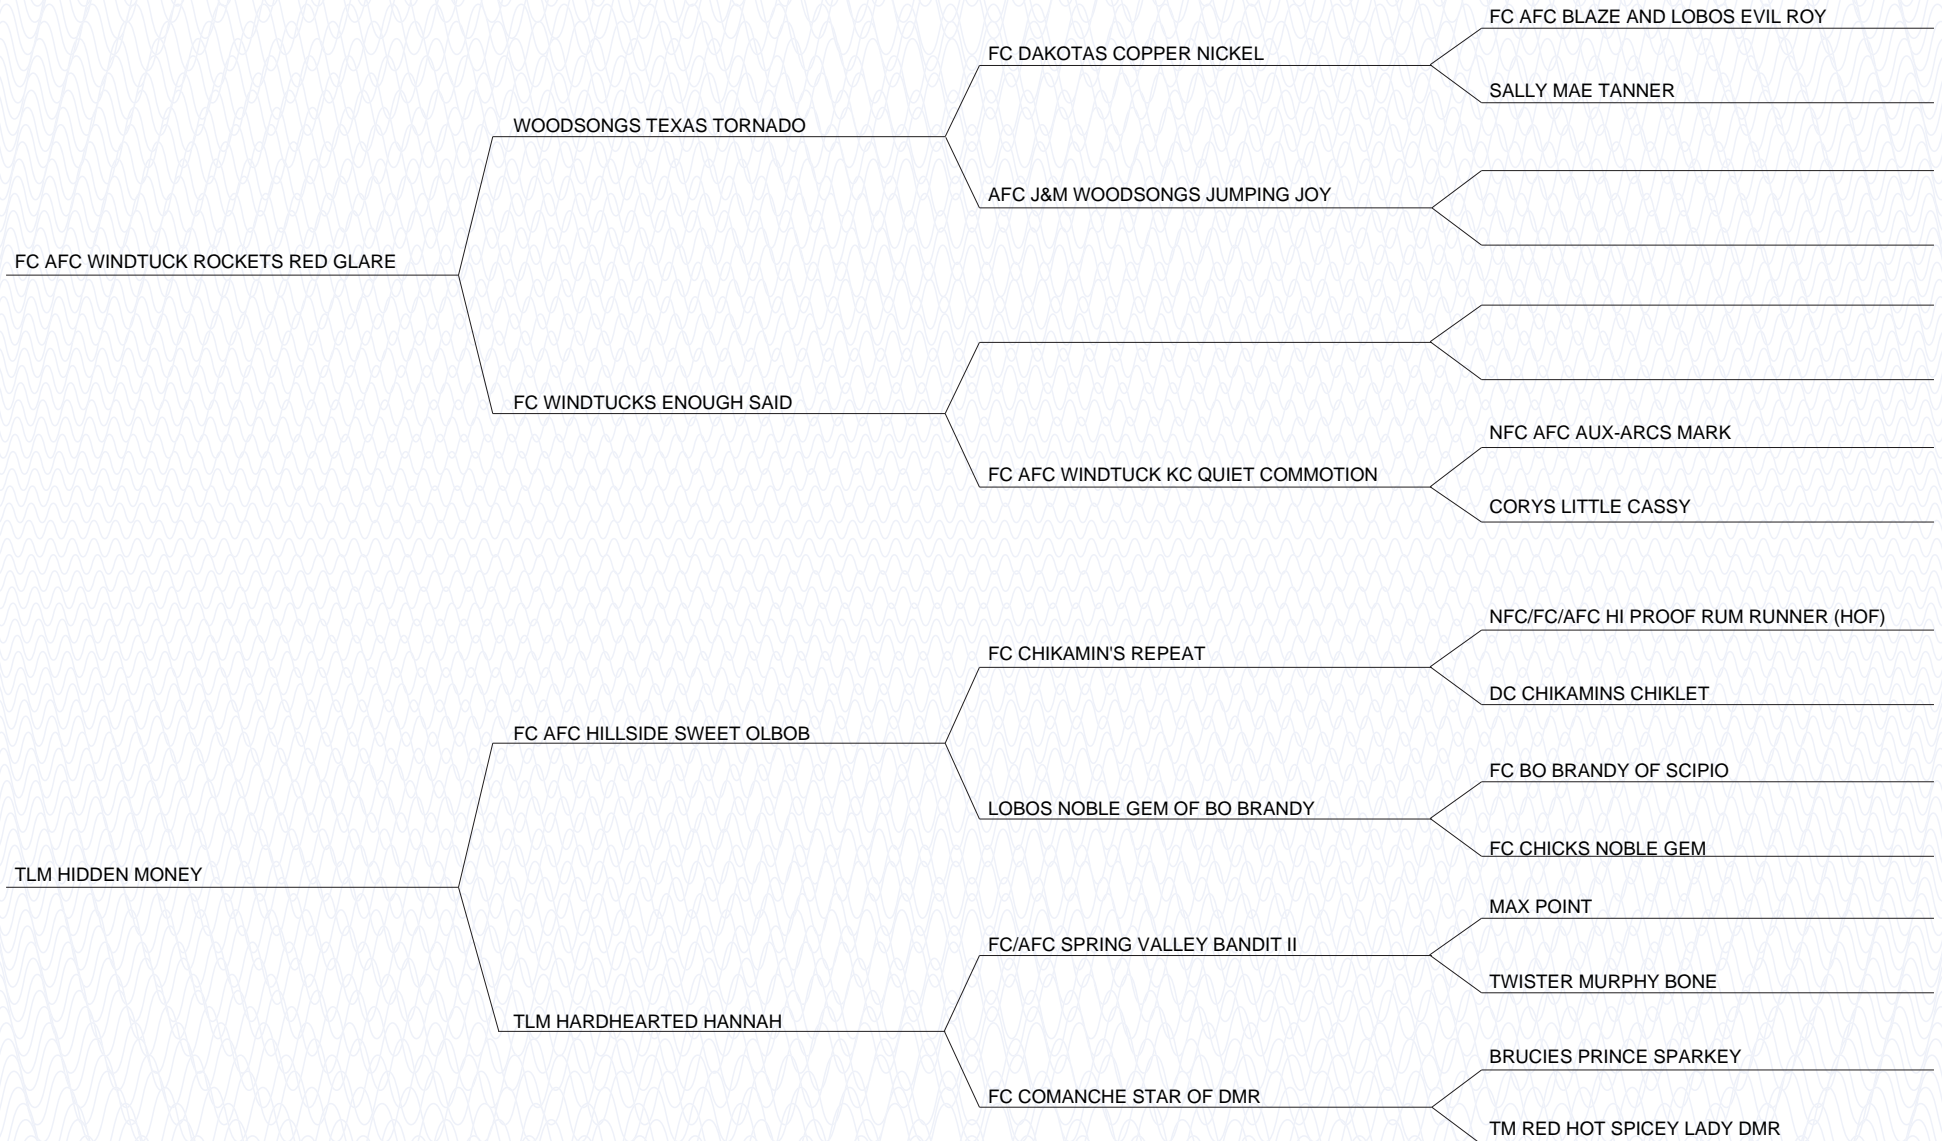 FC AFC BLAZE AND LOBOS EVIL ROY
FC DAKOTAS COPPER NICKEL
SALLY MAE TANNER
WOODSONGS TEXAS TORNADO
AFC J&M WOODSONGS JUMPING JOY
FC AFC WINDTUCK ROCKETS RED GLARE
FC WINDTUCKS ENOUGH SAID
NFC AFC AUX-ARCS MARK
FC AFC WINDTUCK KC QUIET COMMOTION
CORYS LITTLE CASSY
NFC/FC/AFC HI PROOF RUM RUNNER (HOF)
FC CHIKAMIN'S REPEAT
DC CHIKAMINS CHIKLET
FC AFC HILLSIDE SWEET OLBOB
FC BO BRANDY OF SCIPIO
LOBOS NOBLE GEM OF BO BRANDY
FC CHICKS NOBLE GEM
TLM HIDDEN MONEY
MAX POINT
FC/AFC SPRING VALLEY BANDIT II
TWISTER MURPHY BONE
TLM HARDHEARTED HANNAH
BRUCIES PRINCE SPARKEY
FC COMANCHE STAR OF DMR
TM RED HOT SPICEY LADY DMR